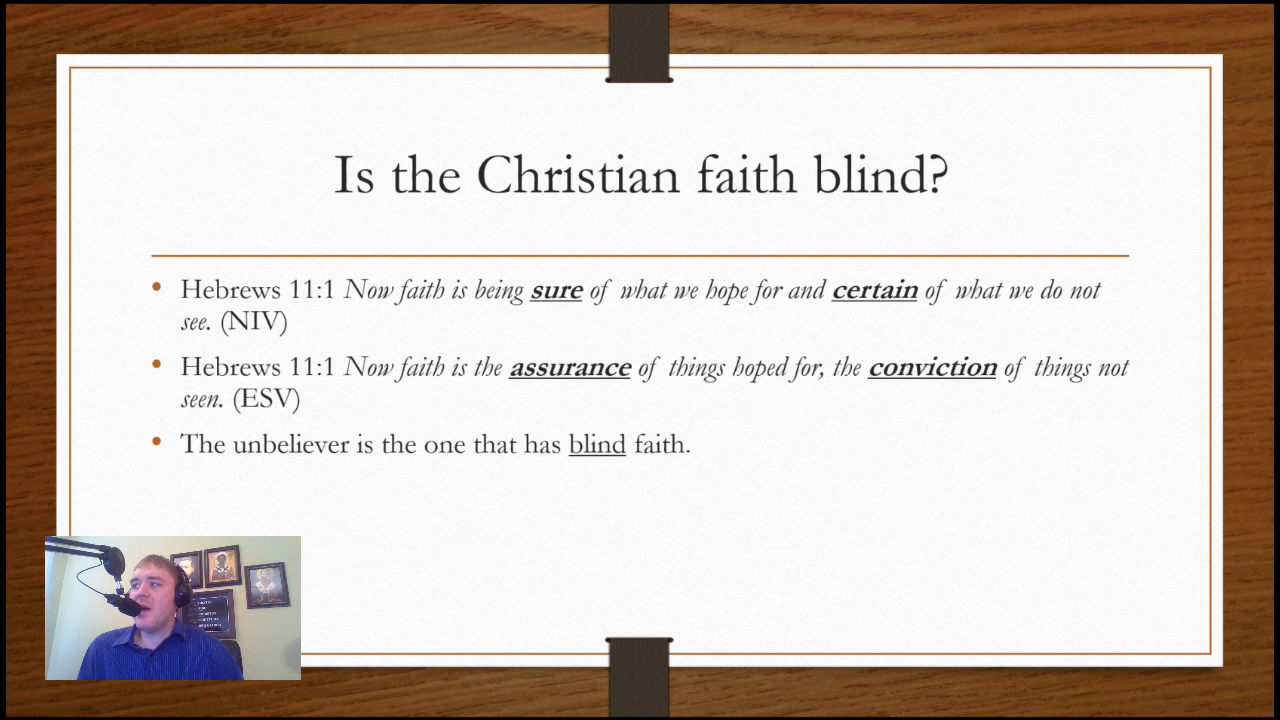 Is the Christian faith blind?
• Hebrews 11:1 Now faith is being sure of what we hope for and certain of what we do not
see. (NIV)
• Hebrews 11:1 Now faith is the assurance of things hoped for, the conviction of things not
seen. (ESV)
• The unbeliever is the one that has blind faith.